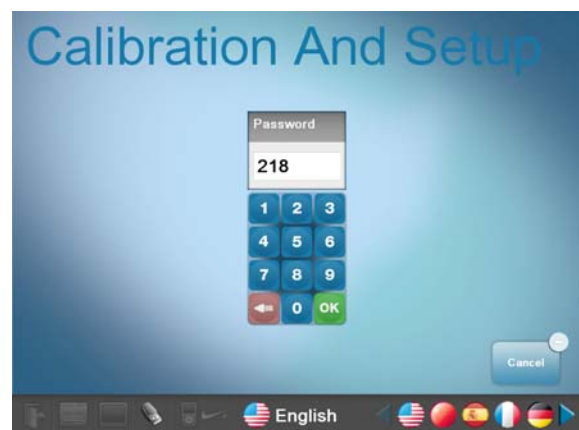 Calibration And Setup
Password
218
1 2 3
4 5 6
7 8 9
0 OK
Cancel
English